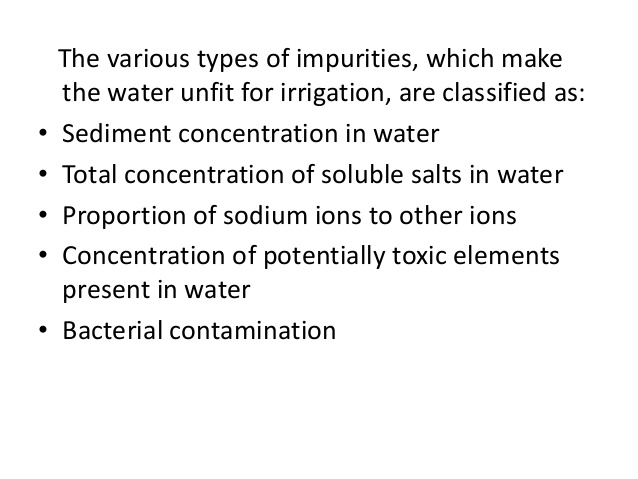 The various types of impurities, which make
the water unfit for irrigation, are classified as:
• Sediment concentration in water
• Total concentration of soluble salts in water
• Proportion of sodium ions to other ions
• Concentration of potentially toxic elements
present in water
• Bacterial contamination